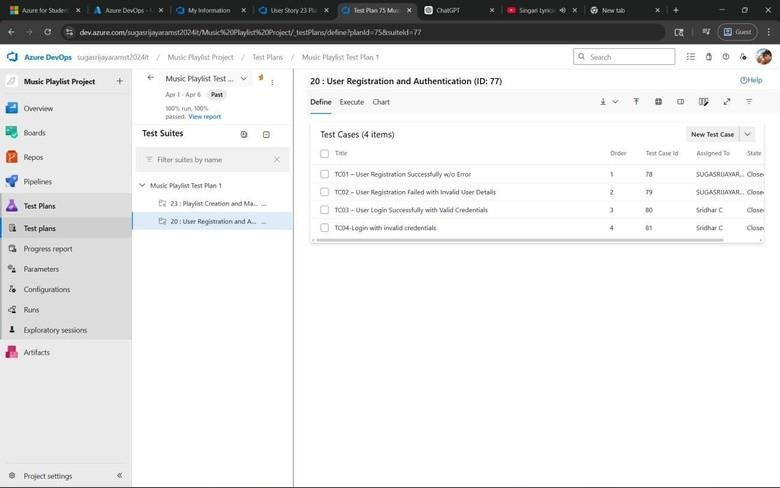 Azure for Studen
Azure DevOps - M
My Information
User Story 23 Pl
Test Plan 75 Mus
ChatGPT
Singari Lyrica
New tab
dev.azure.com/sugasrijayaramst2024it/Music%20Playlist%20Project/_testPlans/define?planId=75&suiteId=77
Guest
Azure DevOps sugasrijayaramst2024it / Music Playlist Project / Test Plans / Music Playlist Test Plan 1
Search
Music Playlist Project
Overview
Boards
Repos
Pipelines
Test Plans
Test plans
Progress report
Parameters
Configurations
Runs
Exploratory sessions
Artifacts
Project settings
Music Playlist Test ...
Apr 1 - Apr 6 Past
100% run, 100%
passed. View report
Test Suites
Filter suites by name
Music Playlist Test Plan 1
23 : Playlist Creation and Ma... ...
20 : User Registration and A... ...
20 : User Registration and Authentication (ID: 77)
Help
Define Execute Chart
Test Cases (4 items)
New Test Case
Title Order Test Case Id Assigned To State
TC01 – User Registration Successfully w/o Error 1 78 SUGASRIJAYAR... Close
TC02 – User Registration Failed with Invalid User Details 2 79 SUGASRIJAYAR... Close
TC03 – User Login Successfully with Valid Credentials 3 80 Sridhar C Close
TC04-Login with invalid credentials 4 81 Sridhar C Close